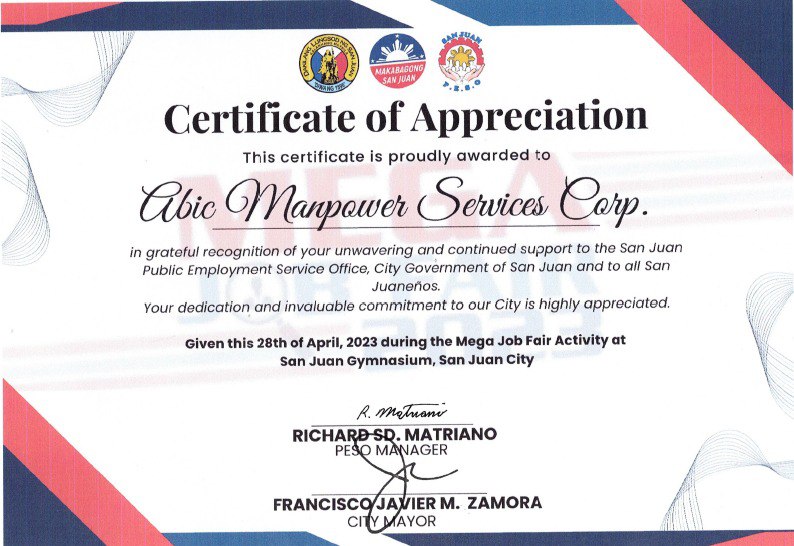 DAKILANG LUNGSOD NG SAN JUAN
MAKABAGONG
SAN JUAN
SAN JUAN
P.E.S.O
Certificate of Appreciation
This certificate is proudly awarded to
Abic Manpower Services Corp.
in grateful recognition of your unwavering and continued support to the San Juan
Public Employment Service Office, City Government of San Juan and to all San
Juaneños.
Your dedication and invaluable commitment to our City is highly appreciated.
MEGA
JOB FAIR
Given this 28th of April, 2023 during the Mega Job Fair Activity at
San Juan Gymnasium, San Juan City
R. Matriano
RICHARD SD. MATRIANO
PESO MANAGER
FRANCISCO JAVIER M. ZAMORA
CITY MAYOR